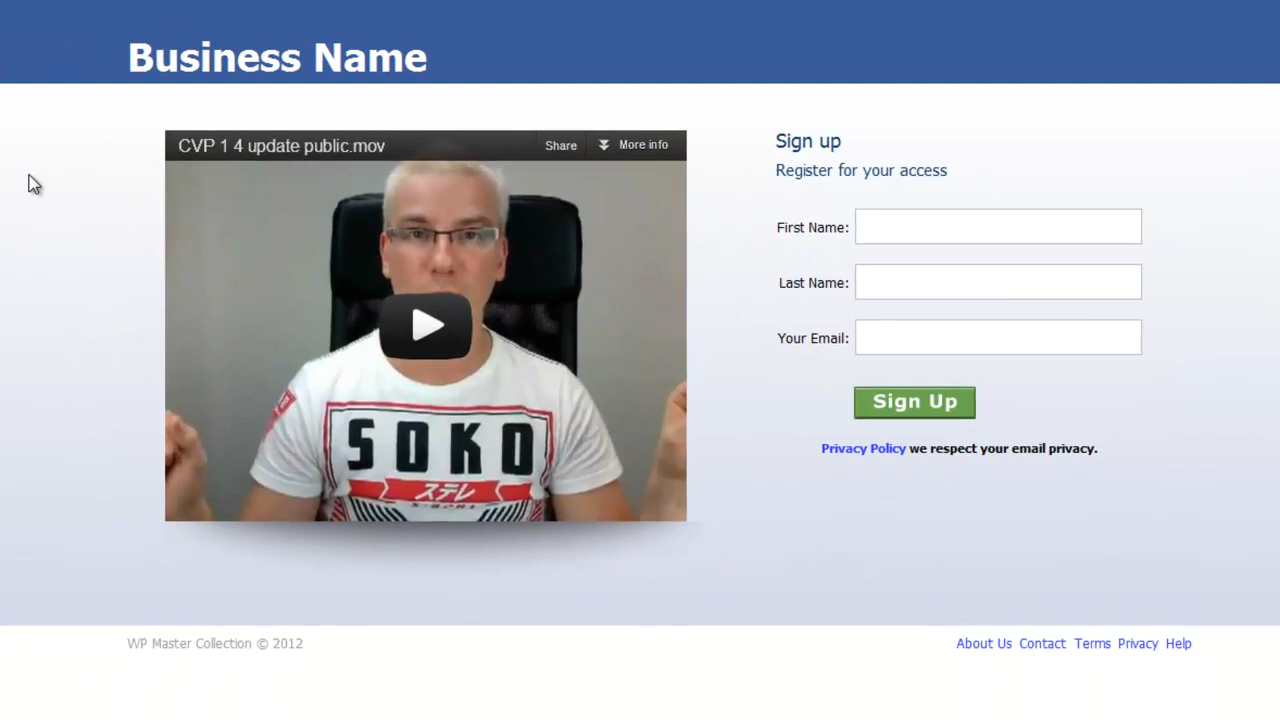 Business Name
CVP 1 4 update public.mov
Share
More info
SOKO
ステレ
Sign up
Register for your access
First Name:
Last Name:
Your Email:
Sign Up
Privacy Policy we respect your email privacy.
WP Master Collection © 2012
About Us Contact Terms Privacy Help